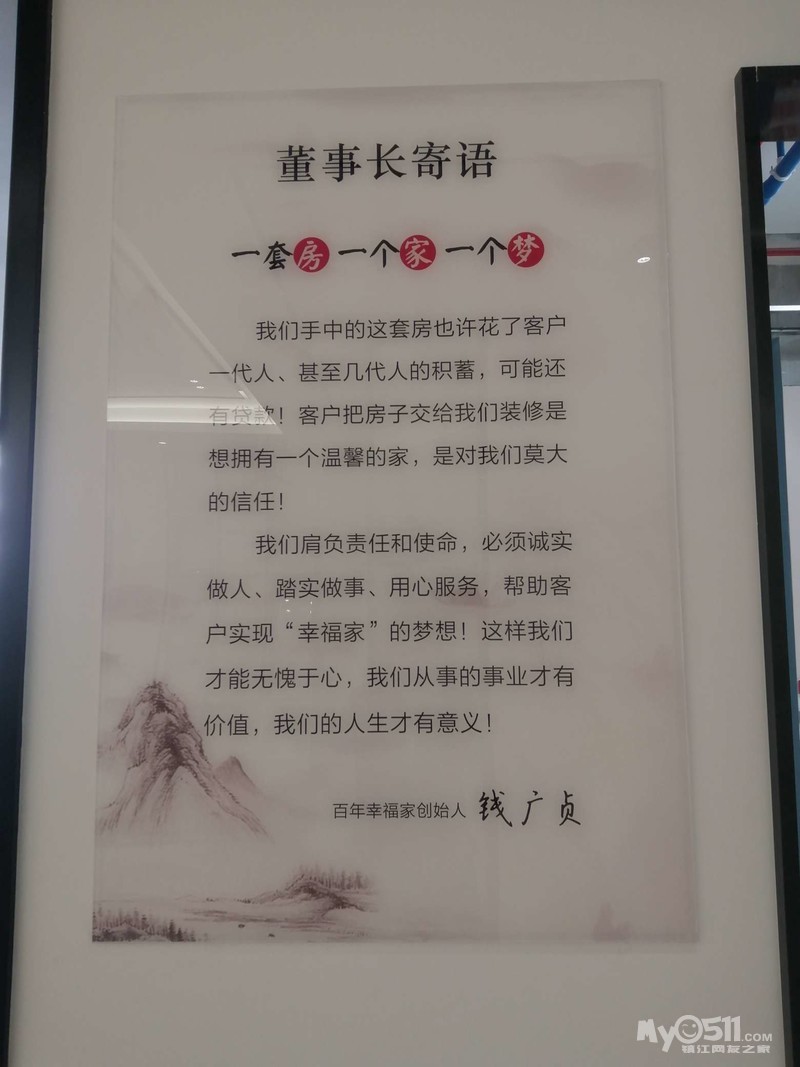 董事长寄语
一套房 一个家 一个梦
我们手中的这套房也许花了客户
一代人、甚至几代人的积蓄，可能还
有贷款！客户把房子交给我们装修是
想拥有一个温馨的家，是对我们莫大
的信任！
我们肩负责任和使命，必须诚实
做人、踏实做事、用心服务，帮助客
户实现“幸福家”的梦想！这样我们
才能无愧于心，我们从事的事业才有
价值，我们的人生才有意义！
百年幸福家创始人 钱广贞
MyO511.COM
镇江网友之家